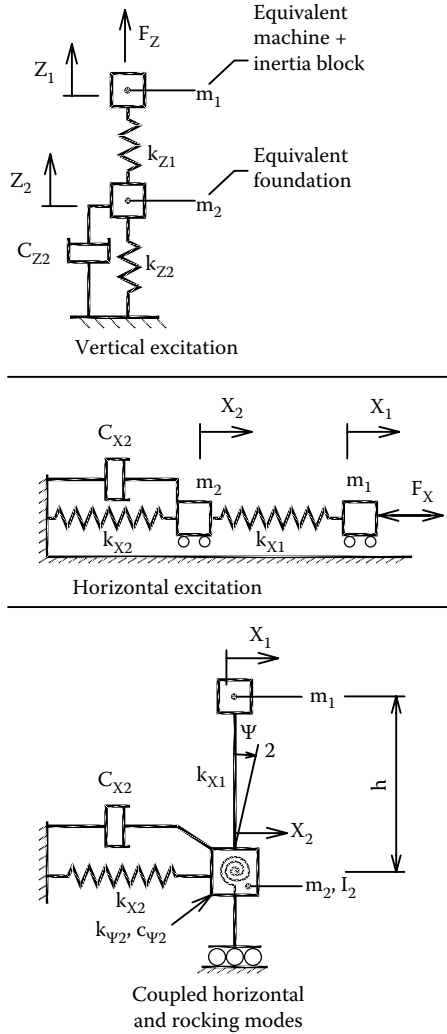 F_Z
Equivalent
machine +
inertia block
Z_1
m_1
k_Z1
Z_2
Equivalent
foundation
m_2
C_Z2
k_Z2
Vertical excitation
X_2
X_1
C_X2
m_2
m_1
F_X
k_X2
k_X1
Horizontal excitation
X_1
m_1
Ψ
2
k_X1
h
C_X2
X_2
k_X2
m_2, I_2
k_Ψ2, c_Ψ2
Coupled horizontal
and rocking modes